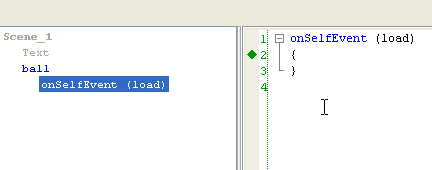 Scene_1
Text
ball
onSelfEvent (load)
1 onSelfEvent (load)
2 {
3 }
4